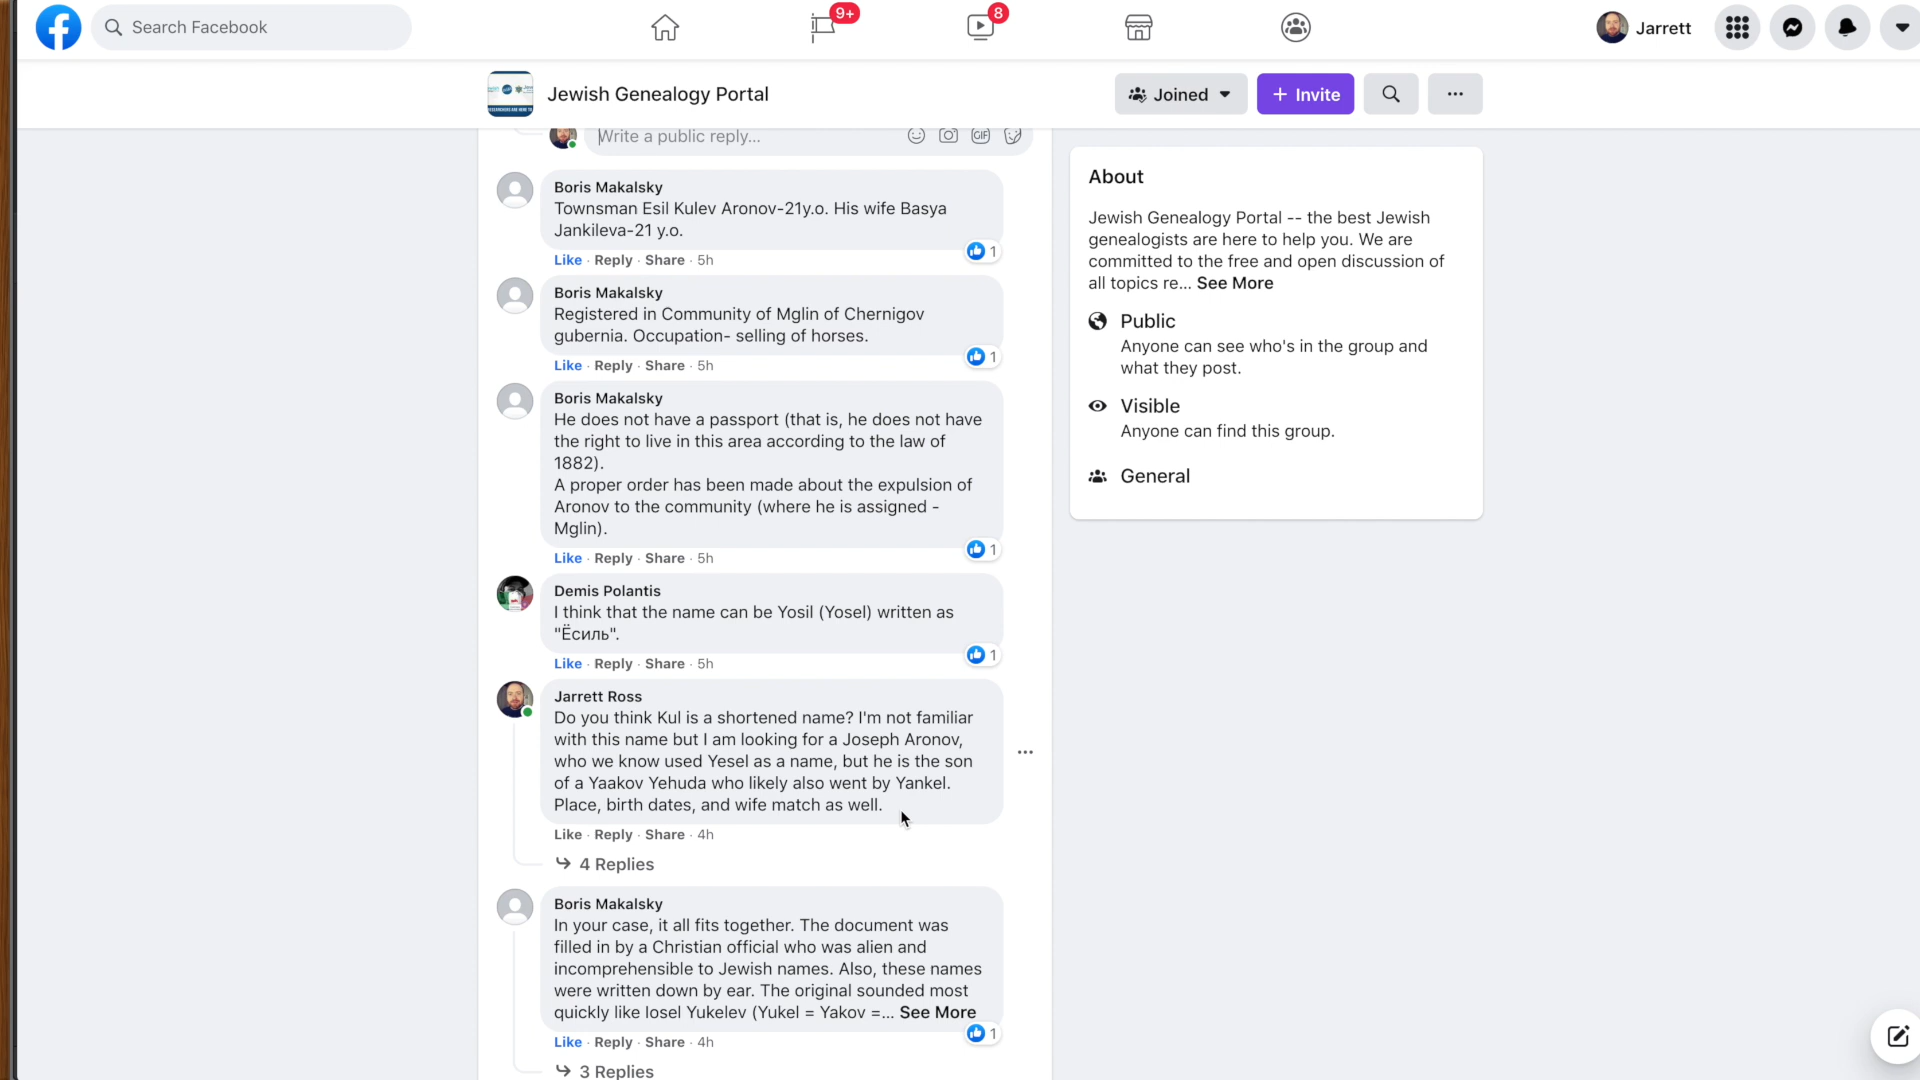 Search Facebook
9+
8
Jarrett
Jewish Genealogy Portal
Joined
+ Invite
Write a public reply...
GIF
Boris Makalsky
Townsman Esil Kulev Aronov-21y.o. His wife Basya
Jankileva-21 y.o.
1
Like · Reply · Share · 5h
Boris Makalsky
Registered in Community of Mglin of Chernigov
gubernia. Occupation- selling of horses.
1
Like · Reply · Share · 5h
Boris Makalsky
He does not have a passport (that is, he does not have
the right to live in this area according to the law of
1882).
A proper order has been made about the expulsion of
Aronov to the community (where he is assigned -
Mglin).
1
Like · Reply · Share · 5h
Demis Polantis
I think that the name can be Yosil (Yosel) written as
"Ёсиль".
1
Like · Reply · Share · 5h
Jarrett Ross
Do you think Kul is a shortened name? I'm not familiar
with this name but I am looking for a Joseph Aronov,
who we know used Yesel as a name, but he is the son
of a Yaakov Yehuda who likely also went by Yankel.
Place, birth dates, and wife match as well.
Like · Reply · Share · 4h
4 Replies
Boris Makalsky
In your case, it all fits together. The document was
filled in by a Christian official who was alien and
incomprehensible to Jewish names. Also, these names
were written down by ear. The original sounded most
quickly like Iosel Yukelev (Yukel = Yakov =... See More
1
Like · Reply · Share · 4h
3 Replies
About
Jewish Genealogy Portal -- the best Jewish
genealogists are here to help you. We are
committed to the free and open discussion of
all topics re... See More
Public
Anyone can see who's in the group and
what they post.
Visible
Anyone can find this group.
General